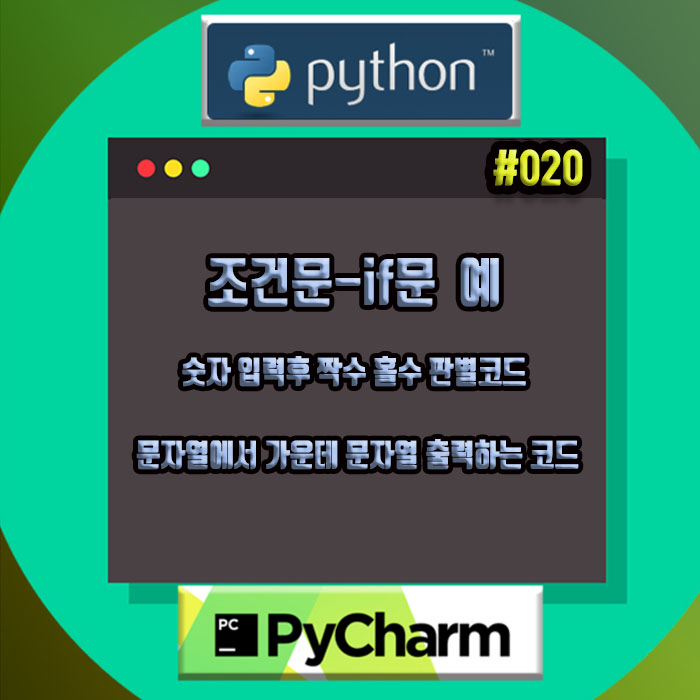 python™
#020
조건문-if문 예
숫자 입력후 짝수 홀수 판별코드
문자열에서 가운데 문자열 출력하는 코드
PC
PyCharm